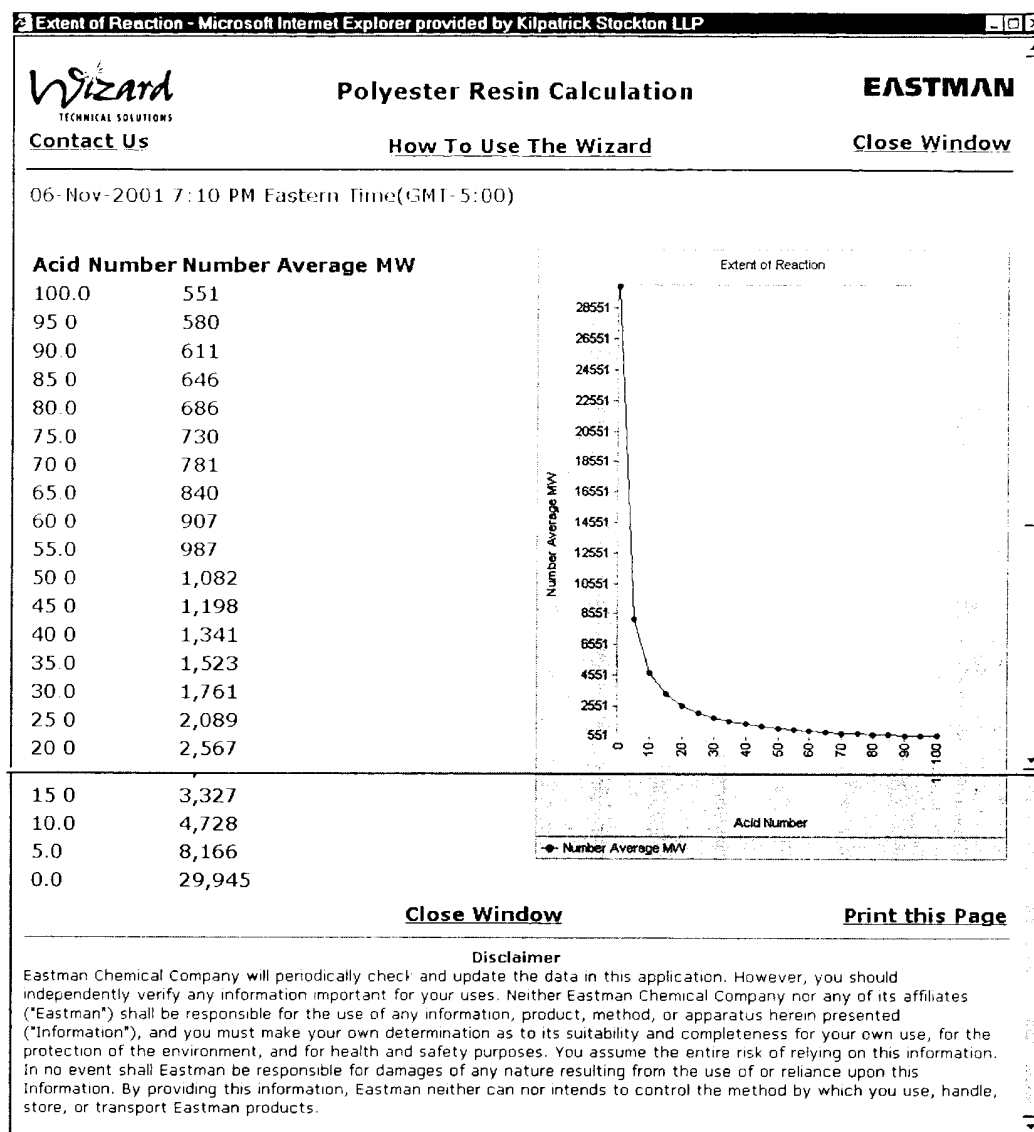 Extent of Reaction - Microsoft Internet Explorer provided by Kilpatrick Stockton LLP
Wizard
TECHNICAL SOLUTIONS
Polyester Resin Calculation
EASTMAN
Contact Us
How To Use The Wizard
Close Window
06-Nov-2001 7:10 PM Eastern Time(GMT-5:00)
Acid Number Number Average MW
100.0 551
95 0 580
90.0 611
85 0 646
80.0 686
75.0 730
70 0 781
65.0 840
60 0 907
55.0 987
50 0 1,082
45 0 1,198
40 0 1,341
35.0 1,523
30.0 1,761
25 0 2,089
20 0 2,567
15 0 3,327
10.0 4,728
5.0 8,166
0.0 29,945
Extent of Reaction
28551
26551
24551
22551
20551
18551
16551
14551
12551
10551
8551
6551
4551
2551
551
Number Average MW
0 10 20 30 40 50 60 70 80 90 100
Acid Number
Number Average MW
Close Window
Print this Page
Disclaimer
Eastman Chemical Company will periodically check and update the data in this application. However, you should
independently verify any information important for your uses. Neither Eastman Chemical Company nor any of its affiliates
("Eastman") shall be responsible for the use of any information, product, method, or apparatus herein presented
("Information"), and you must make your own determination as to its suitability and completeness for your own use, for the
protection of the environment, and for health and safety purposes. You assume the entire risk of relying on this information.
In no event shall Eastman be responsible for damages of any nature resulting from the use of or reliance upon this
Information. By providing this information, Eastman neither can nor intends to control the method by which you use, handle,
store, or transport Eastman products.